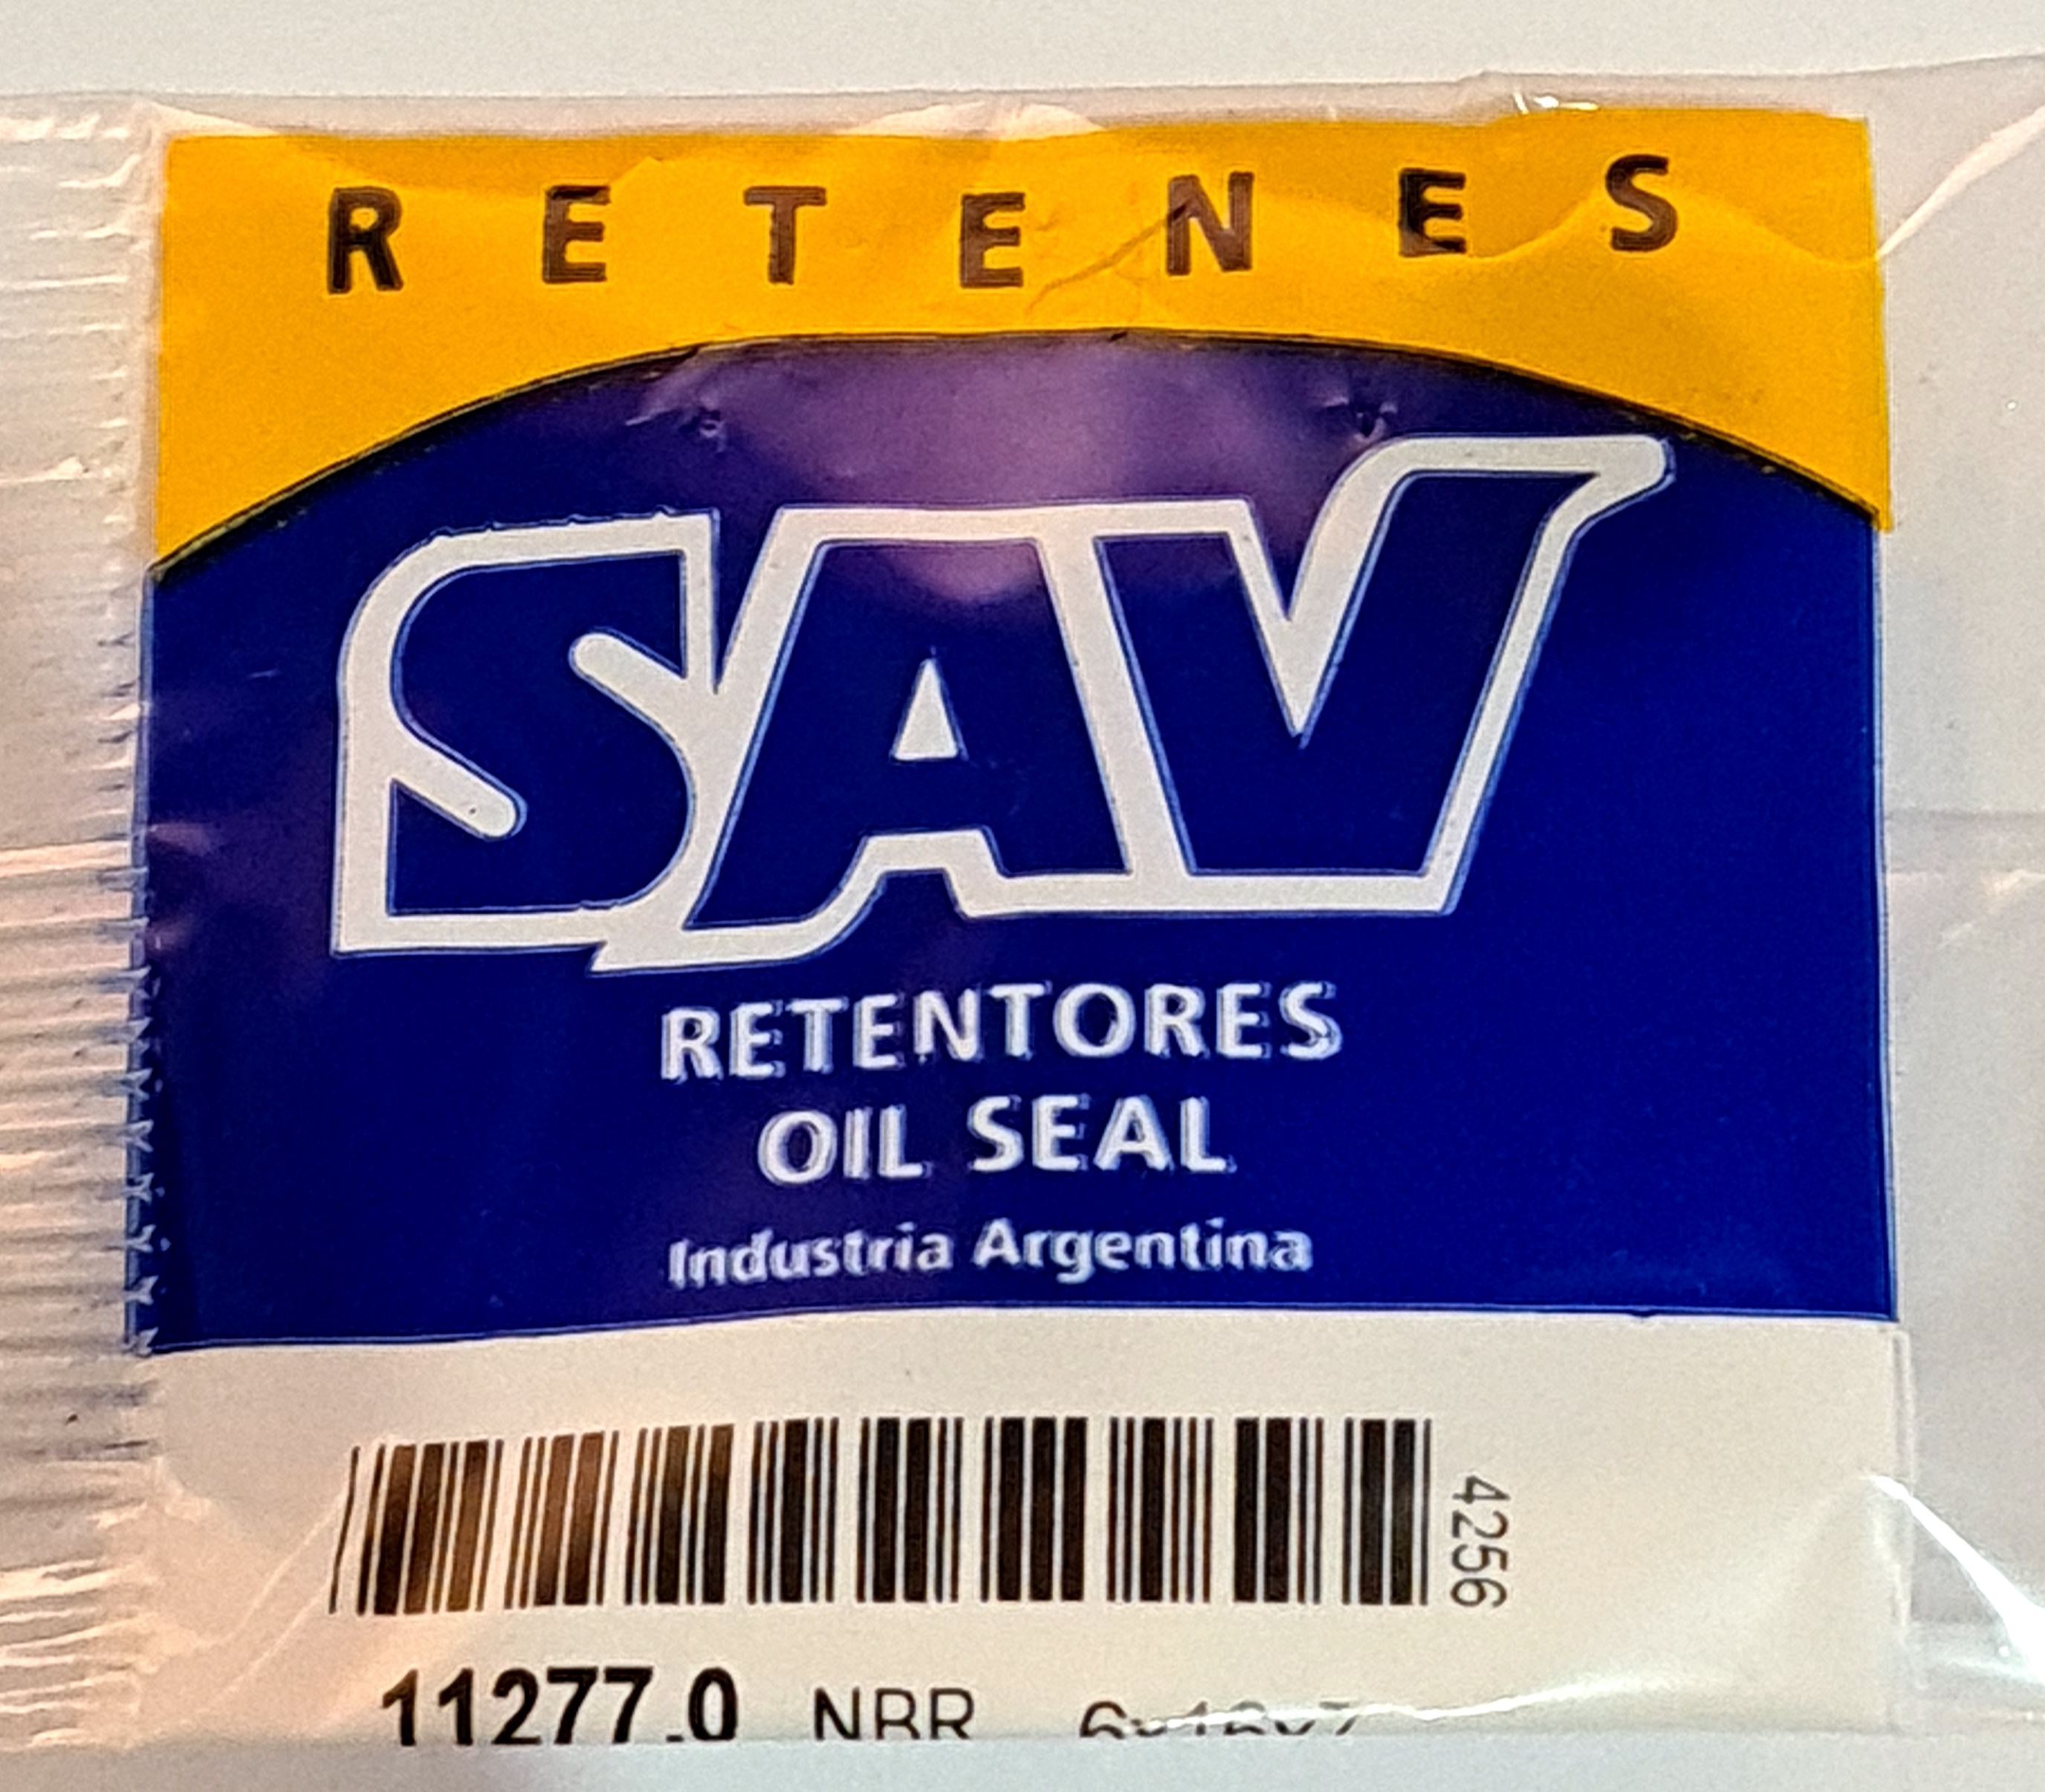 RETENES
SAV
RETENTORES
OIL SEAL
Industria Argentina
4256
11277.0 NBR